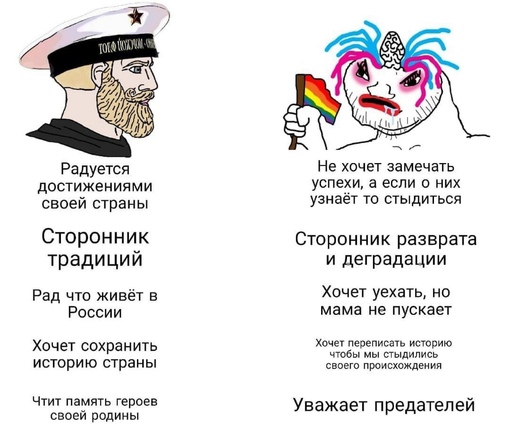 Радуется
достижениями
своей страны
Сторонник
традиций
Рад что живёт в
России
Хочет сохранить
историю страны
Чтит память героев
своей родины
Не хочет замечать
успехи, а если о них
узнаёт то стыдиться
Сторонник разврата
и деградации
Хочет уехать, но
мама не пускает
Хочет переписать историю
чтобы мы стыдились
своего происхождения
Уважает предателей